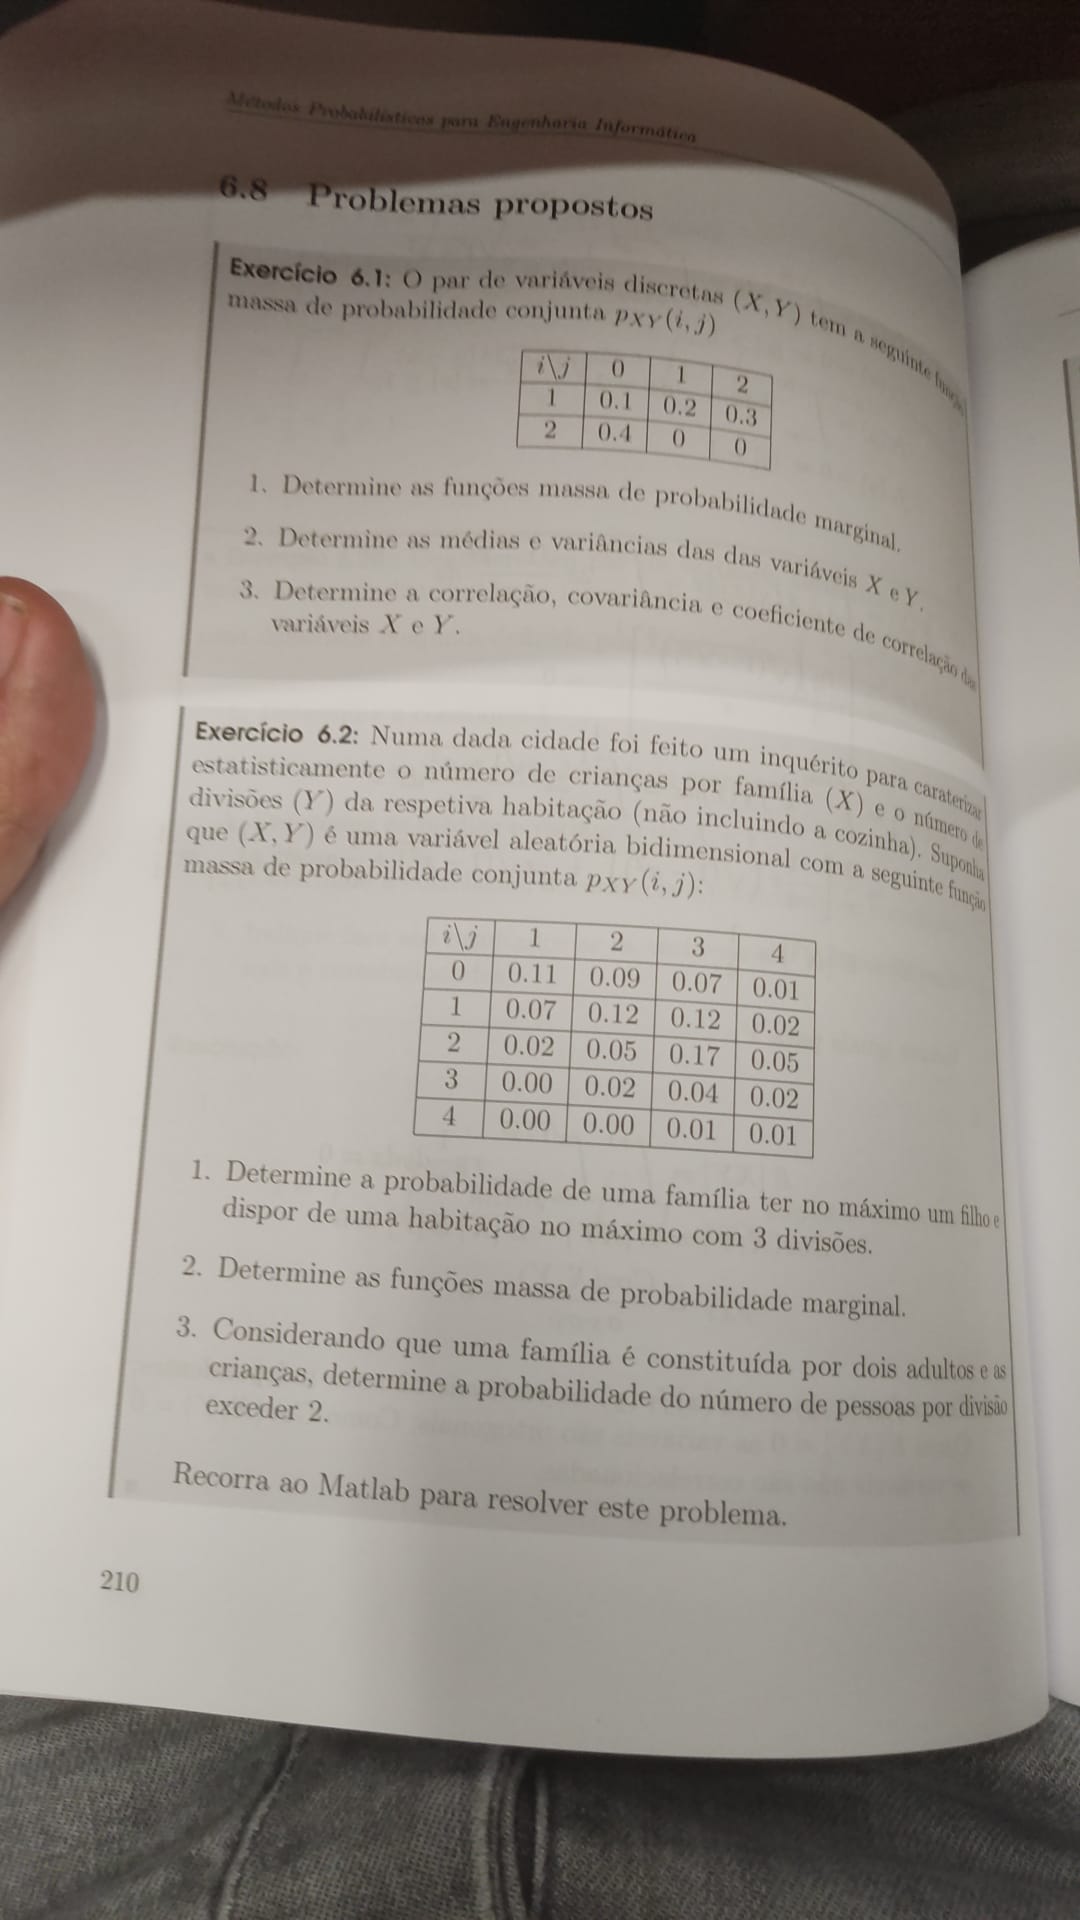 Métodos Probabilísticos para Engenharia Informática
6.8 Problemas propostos
Exercício 6.1: O par de variáveis discretas (X, Y) tem a seguinte função
massa de probabilidade conjunta pXY(i, j)
i\j 0 1 2
1 0.1 0.2 0.3
2 0.4 0 0
1. Determine as funções massa de probabilidade marginal.
2. Determine as médias e variâncias das das variáveis X e Y.
3. Determine a correlação, covariância e coeficiente de correlação das
variáveis X e Y.
Exercício 6.2: Numa dada cidade foi feito um inquérito para caraterizar
estatisticamente o número de crianças por família (X) e o número de
divisões (Y) da respetiva habitação (não incluindo a cozinha). Suponha
que (X, Y) é uma variável aleatória bidimensional com a seguinte função
massa de probabilidade conjunta pXY(i, j):
i\j 1 2 3 4
0 0.11 0.09 0.07 0.01
1 0.07 0.12 0.12 0.02
2 0.02 0.05 0.17 0.05
3 0.00 0.02 0.04 0.02
4 0.00 0.00 0.01 0.01
1. Determine a probabilidade de uma família ter no máximo um filho e
dispor de uma habitação no máximo com 3 divisões.
2. Determine as funções massa de probabilidade marginal.
3. Considerando que uma família é constituída por dois adultos e as
crianças, determine a probabilidade do número de pessoas por divisão
exceder 2.
Recorra ao Matlab para resolver este problema.
210